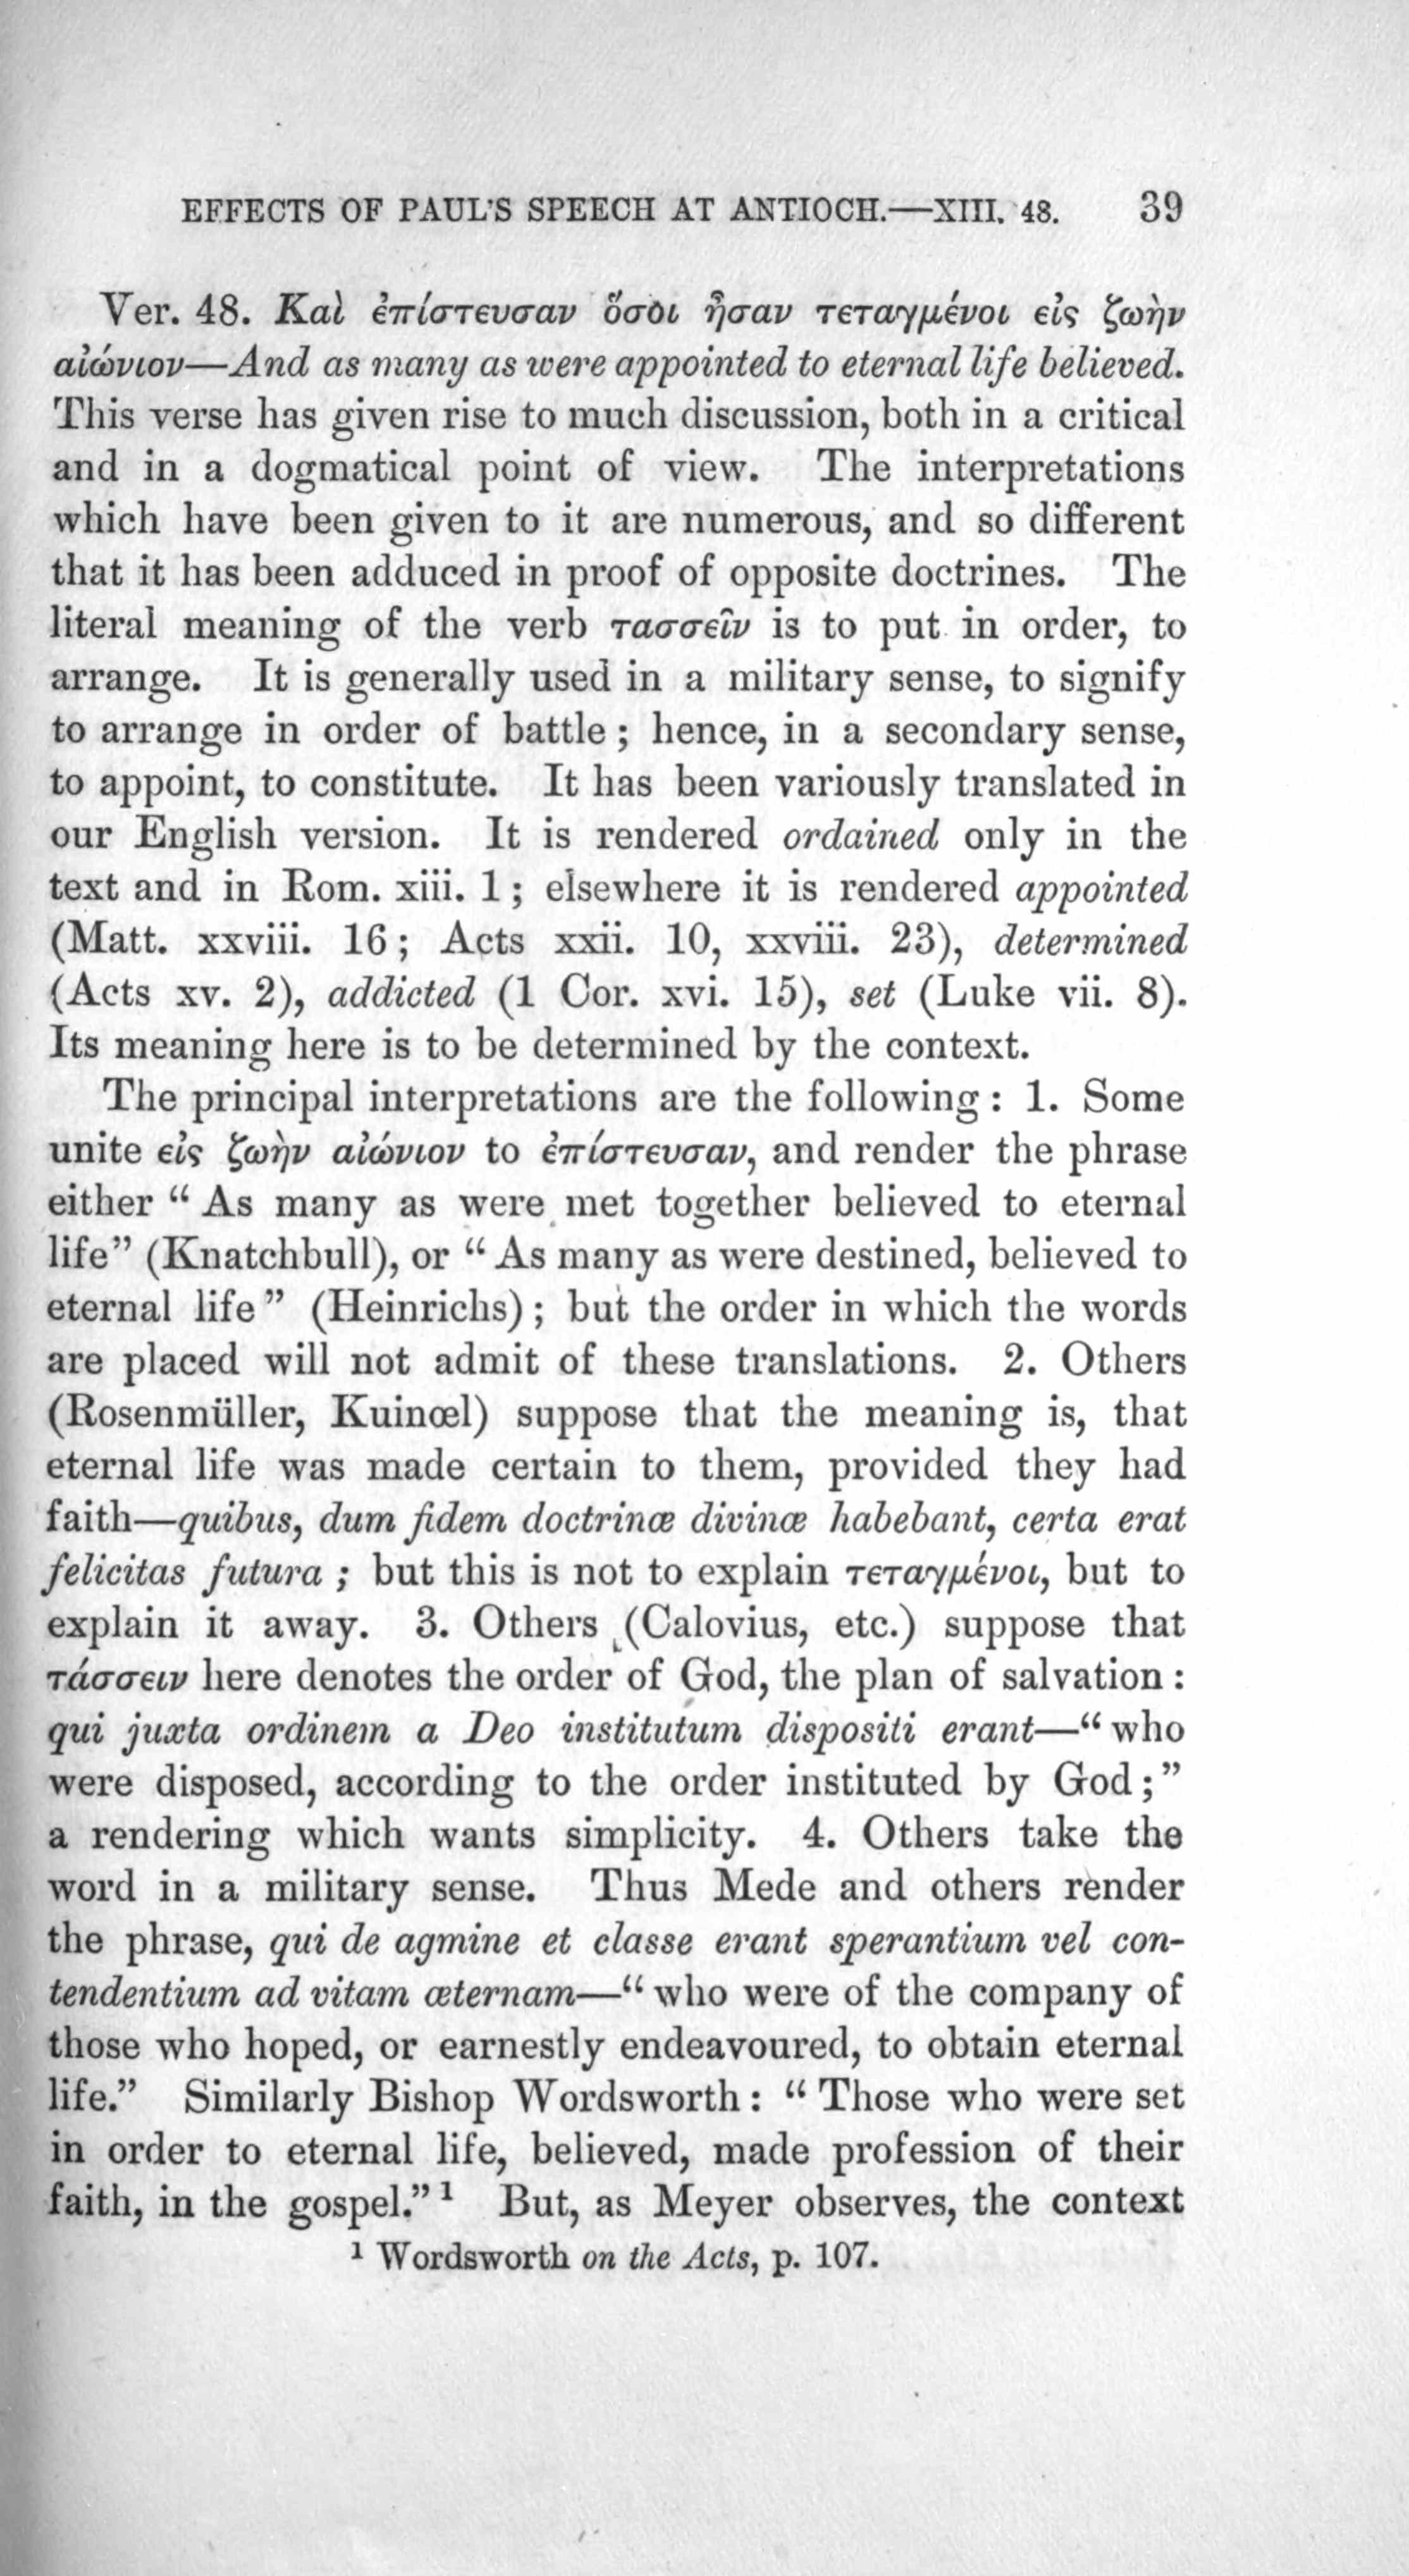 EFFECTS OF PAUL'S SPEECH AT ANTIOCH.—XIII. 48. 39
Ver. 48. Καὶ ἐπίστευσαν ὅσοι ἦσαν τεταγμένοι εἰς ζωὴν
αἰώνιον—And as many as were appointed to eternal life believed.
This verse has given rise to much discussion, both in a critical
and in a dogmatical point of view. The interpretations
which have been given to it are numerous, and so different
that it has been adduced in proof of opposite doctrines. The
literal meaning of the verb τασσεῖν is to put in order, to
arrange. It is generally used in a military sense, to signify
to arrange in order of battle; hence, in a secondary sense,
to appoint, to constitute. It has been variously translated in
our English version. It is rendered ordained only in the
text and in Rom. xiii. 1; elsewhere it is rendered appointed
(Matt. xxviii. 16; Acts xxii. 10, xxviii. 23), determined
(Acts xv. 2), addicted (1 Cor. xvi. 15), set (Luke vii. 8).
Its meaning here is to be determined by the context.
The principal interpretations are the following: 1. Some
unite εἰς ζωὴν αἰώνιον to ἐπίστευσαν, and render the phrase
either “As many as were met together believed to eternal
life” (Knatchbull), or “As many as were destined, believed to
eternal life” (Heinrichs); but the order in which the words
are placed will not admit of these translations. 2. Others
(Rosenmüller, Kuinœl) suppose that the meaning is, that
eternal life was made certain to them, provided they had
faith—quibus, dum fidem doctrinæ divinæ habebant, certa erat
felicitas futura; but this is not to explain τεταγμένοι, but to
explain it away. 3. Others (Calovius, etc.) suppose that
τάσσειν here denotes the order of God, the plan of salvation:
qui juxta ordinem a Deo institutum dispositi erant—“who
were disposed, according to the order instituted by God;”
a rendering which wants simplicity. 4. Others take the
word in a military sense. Thus Mede and others render
the phrase, qui de agmine et classe erant sperantium vel con-
tendentium ad vitam æternam—“who were of the company of
those who hoped, or earnestly endeavoured, to obtain eternal
life.” Similarly Bishop Wordsworth: “Those who were set
in order to eternal life, believed, made profession of their
faith, in the gospel.”¹ But, as Meyer observes, the context
¹ Wordsworth on the Acts, p. 107.